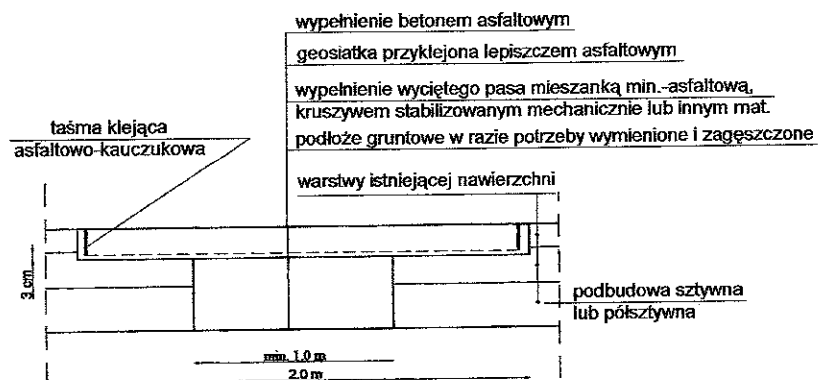 wypełnienie betonem asfaltowym
geosiatka przyklejona lepiszczem asfaltowym
wypełnienie wyciętego pasa mieszanką min.-asfaltową,
kruszywem stabilizowanym mechanicznie lub innym mat.
podłoże gruntowe w razie potrzeby wymienione i zagęszczone
taśma klejąca
asfaltowo-kauczukowa
warstwy istniejącej nawierzchni
3 cm
podbudowa sztywna
lub półsztywna
min. 1.0 m
2.0 m